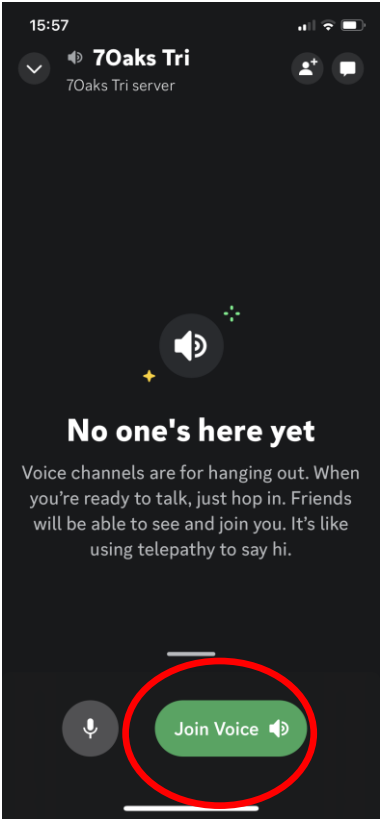 15:57
7Oaks Tri
7Oaks Tri server
No one's here yet
Voice channels are for hanging out. When
you're ready to talk, just hop in. Friends
will be able to see and join you. It's like
using telepathy to say hi.
Join Voice